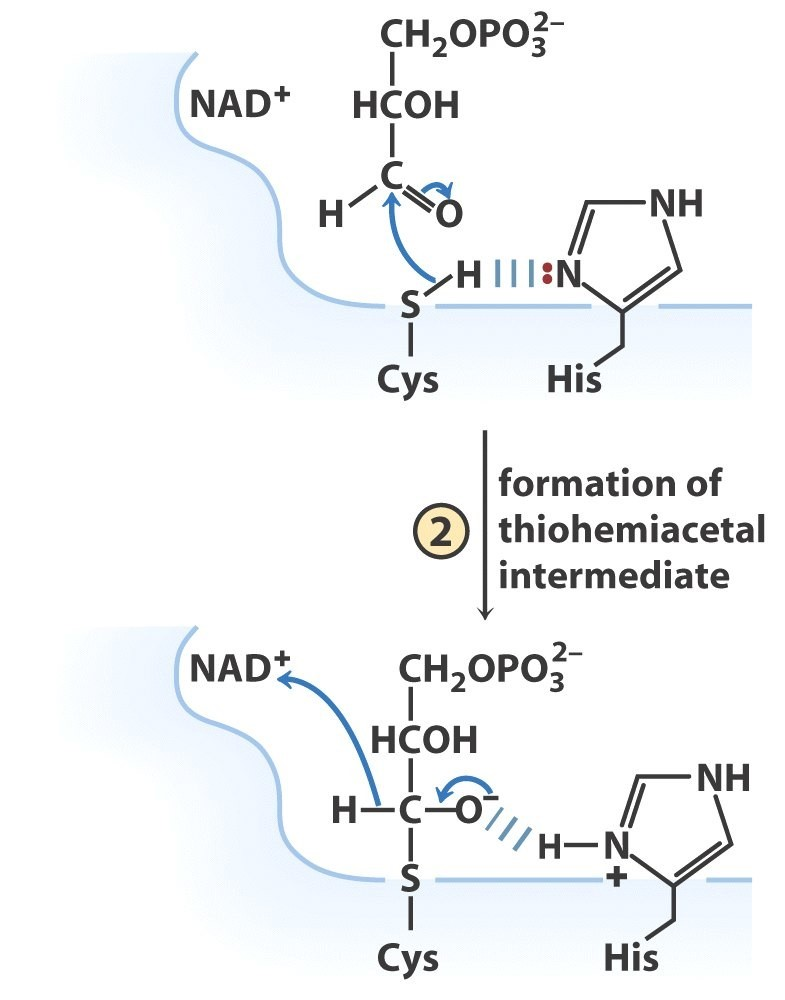 CH₂OPO₃²⁻
NAD⁺ HCOH
C
H O
NH
H :N
S
Cys His
2 formation of
thiohemiacetal
intermediate
NAD⁺ CH₂OPO₃²⁻
HCOH
NH
H C O⁻
H N
+
S
Cys His